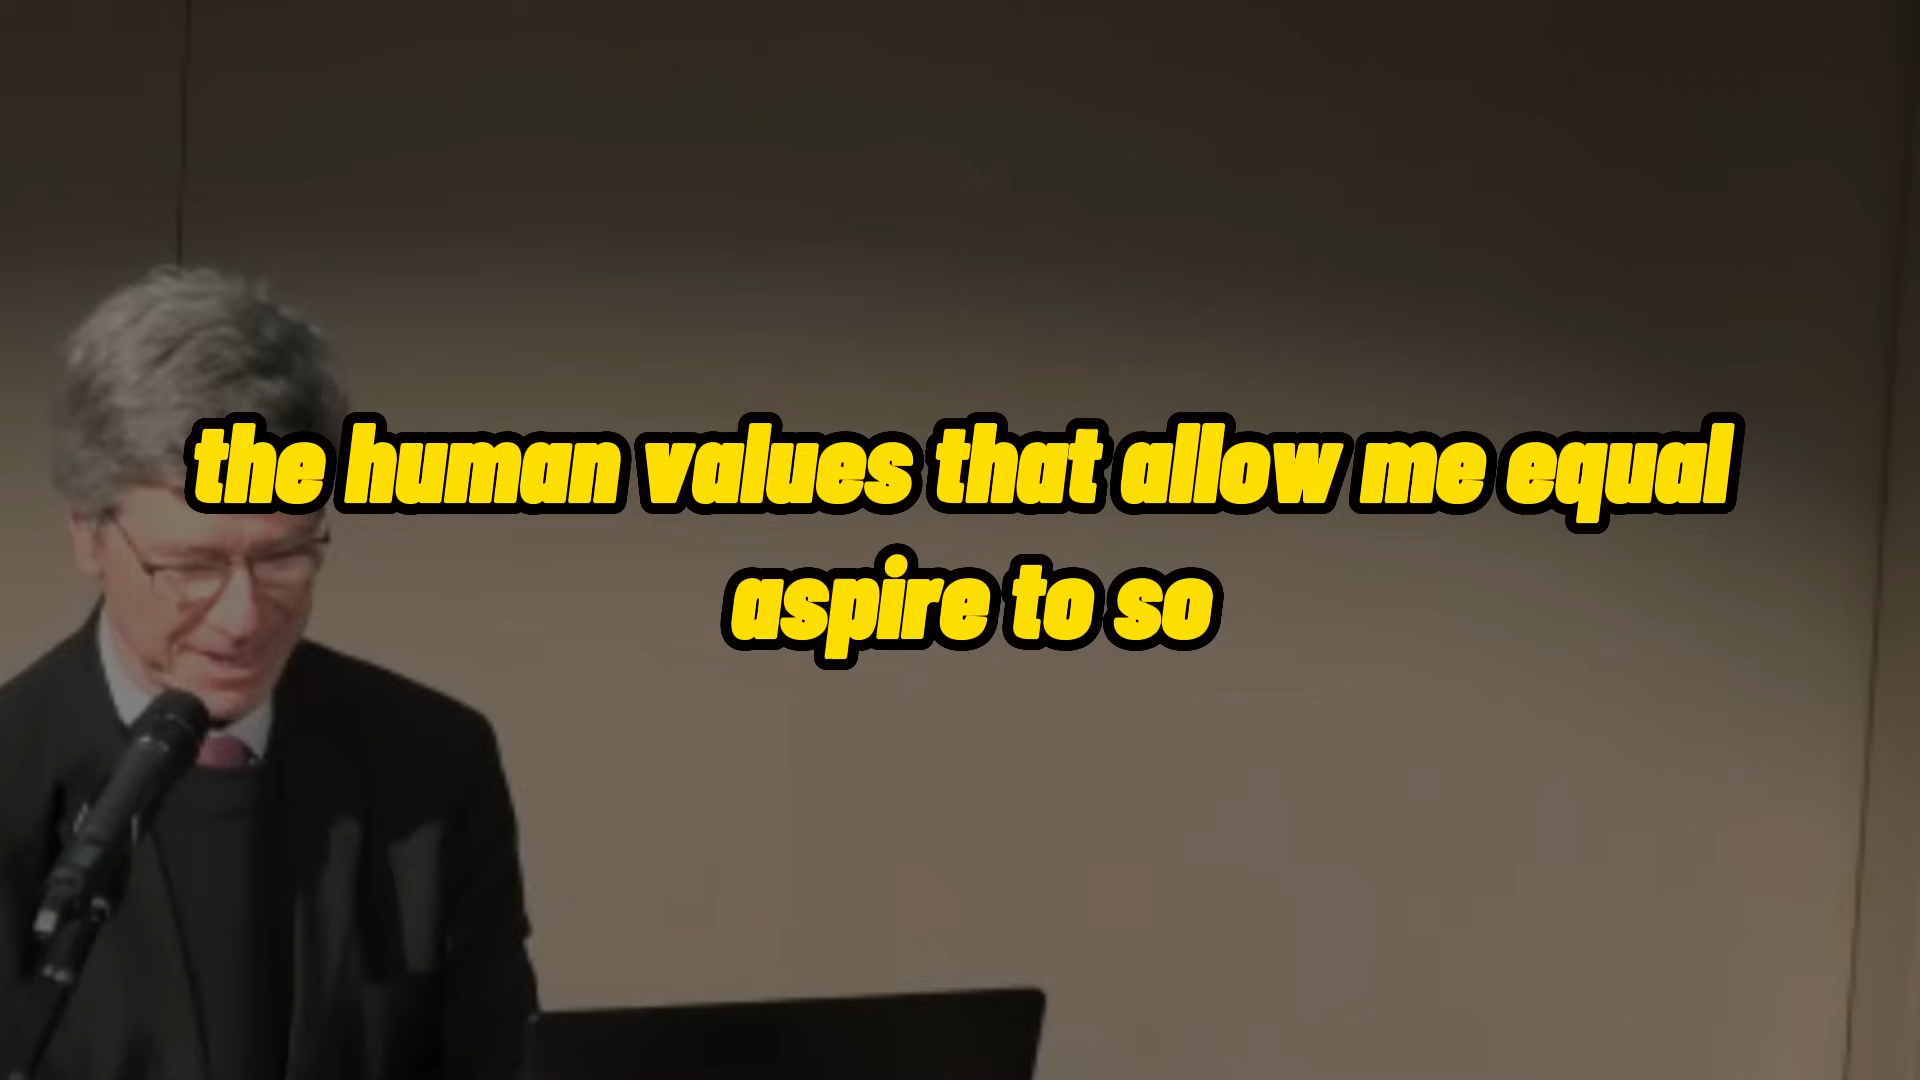 the human values that allow me equal
aspire to so